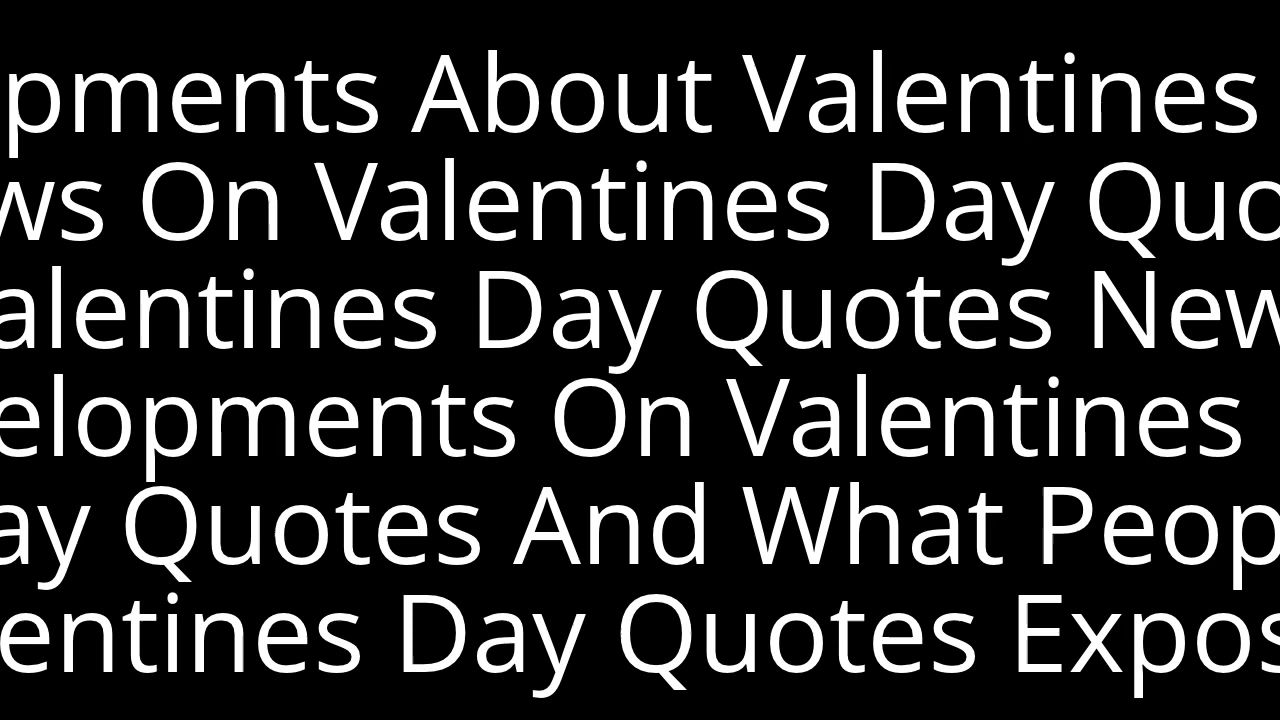 pments About Valentines
ws On Valentines Day Quo
alentines Day Quotes New
elopments On Valentines
ay Quotes And What Peop
entines Day Quotes Expos